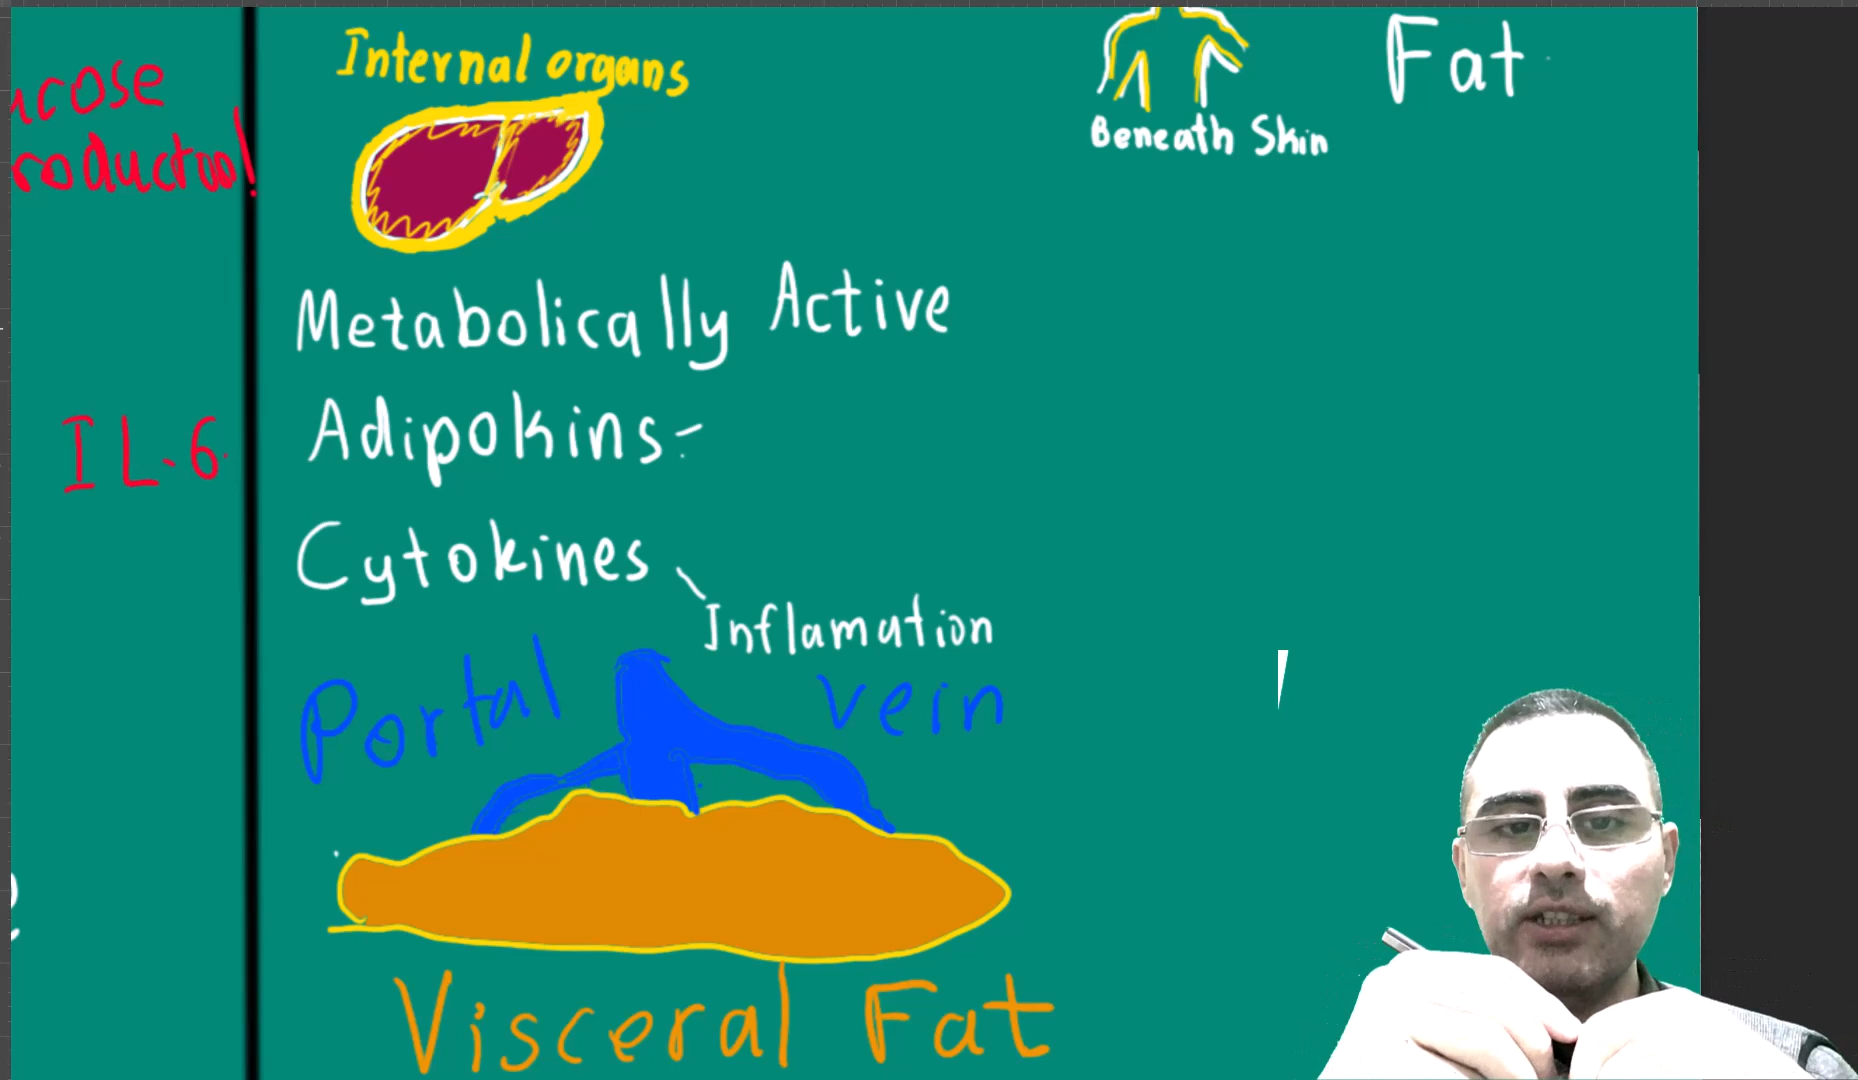 IL.6
Internal organs
Metabolically Active
Adipokins-
Cytokines
Inflamation
Portal vein
Visceral Fat
Fat
Beneath Skin